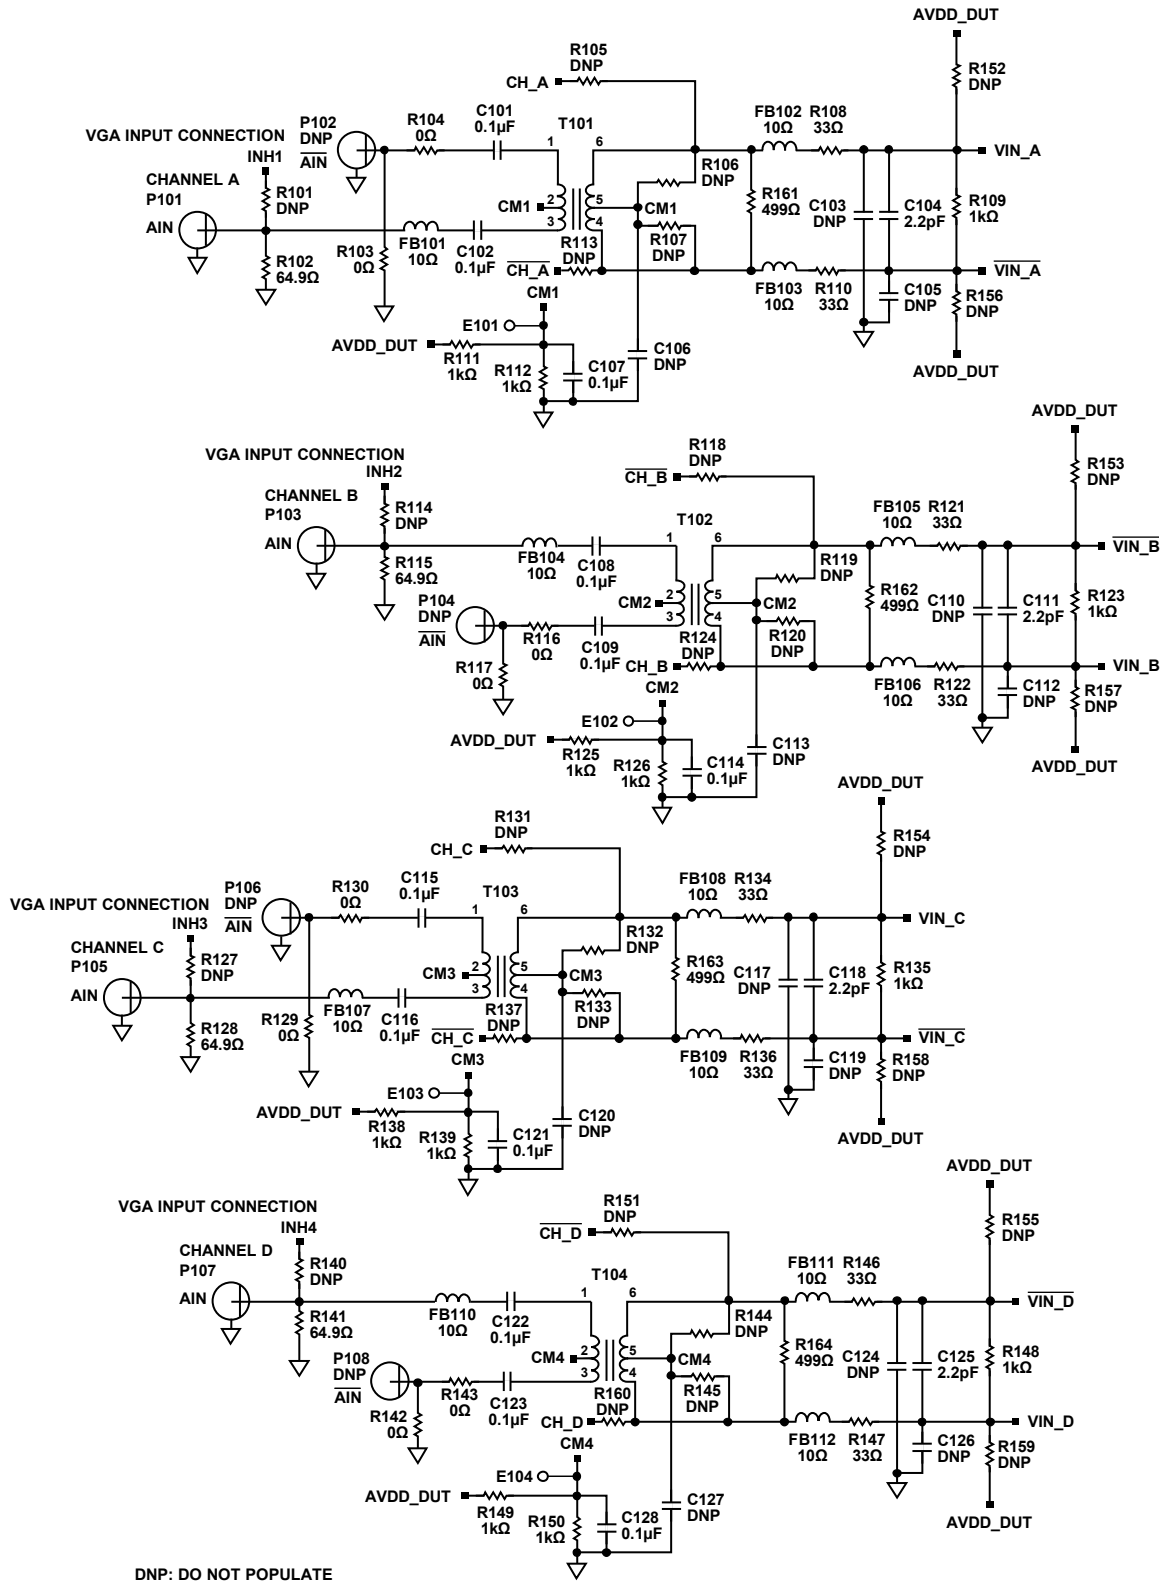 AVDD_DUT
R105
DNP
CH_A
R152
DNP
C101
0.1µF
T101
FB102
10Ω
R108
33Ω
P102
DNP
AIN
R104
0Ω
VGA INPUT CONNECTION
INH1
1
6
VIN_A
CHANNEL A
P101
R101
DNP
R106
DNP
R161
499Ω
C103
DNP
C104
2.2pF
R109
1kΩ
CM1
2
5
CM1
AIN
3
4
R107
DNP
R102
64.9Ω
R103
0Ω
FB101
10Ω
C102
0.1µF
R113
DNP
CH_A
VIN_A
FB103
10Ω
R110
33Ω
C105
DNP
R156
DNP
CM1
E101
AVDD_DUT
R111
1kΩ
R112
1kΩ
C107
0.1µF
C106
DNP
AVDD_DUT
AVDD_DUT
R118
DNP
CH_B
R153
DNP
VGA INPUT CONNECTION
INH2
CHANNEL B
P103
R114
DNP
T102
FB105
10Ω
R121
33Ω
AIN
1
6
VIN_B
R115
64.9Ω
FB104
10Ω
C108
0.1µF
R119
DNP
R162
499Ω
C110
DNP
C111
2.2pF
R123
1kΩ
P104
DNP
AIN
CM2
2
5
CM2
3
4
R116
0Ω
C109
0.1µF
R124
DNP
R120
DNP
R117
0Ω
CH_B
VIN_B
FB106
10Ω
R122
33Ω
C112
DNP
R157
DNP
CM2
E102
AVDD_DUT
R125
1kΩ
R126
1kΩ
C114
0.1µF
C113
DNP
AVDD_DUT
AVDD_DUT
R131
DNP
CH_C
R154
DNP
C115
0.1µF
T103
FB108
10Ω
R134
33Ω
P106
DNP
AIN
R130
0Ω
VGA INPUT CONNECTION
INH3
1
6
VIN_C
CHANNEL C
P105
R127
DNP
R132
DNP
R163
499Ω
C117
DNP
C118
2.2pF
R135
1kΩ
CM3
2
5
CM3
AIN
3
4
R133
DNP
R128
64.9Ω
R129
0Ω
FB107
10Ω
C116
0.1µF
R137
DNP
CH_C
VIN_C
FB109
10Ω
R136
33Ω
C119
DNP
R158
DNP
CM3
E103
AVDD_DUT
R138
1kΩ
R139
1kΩ
C121
0.1µF
C120
DNP
AVDD_DUT
AVDD_DUT
R151
DNP
CH_D
R155
DNP
VGA INPUT CONNECTION
INH4
CHANNEL D
P107
R140
DNP
T104
FB111
10Ω
R146
33Ω
AIN
1
6
VIN_D
R141
64.9Ω
FB110
10Ω
C122
0.1µF
R144
DNP
R164
499Ω
C124
DNP
C125
2.2pF
R148
1kΩ
P108
DNP
AIN
CM4
2
5
CM4
3
4
R143
0Ω
C123
0.1µF
R160
DNP
R145
DNP
R142
0Ω
CH_D
VIN_D
FB112
10Ω
R147
33Ω
C126
DNP
R159
DNP
CM4
E104
AVDD_DUT
R149
1kΩ
R150
1kΩ
C128
0.1µF
C127
DNP
AVDD_DUT
DNP: DO NOT POPULATE